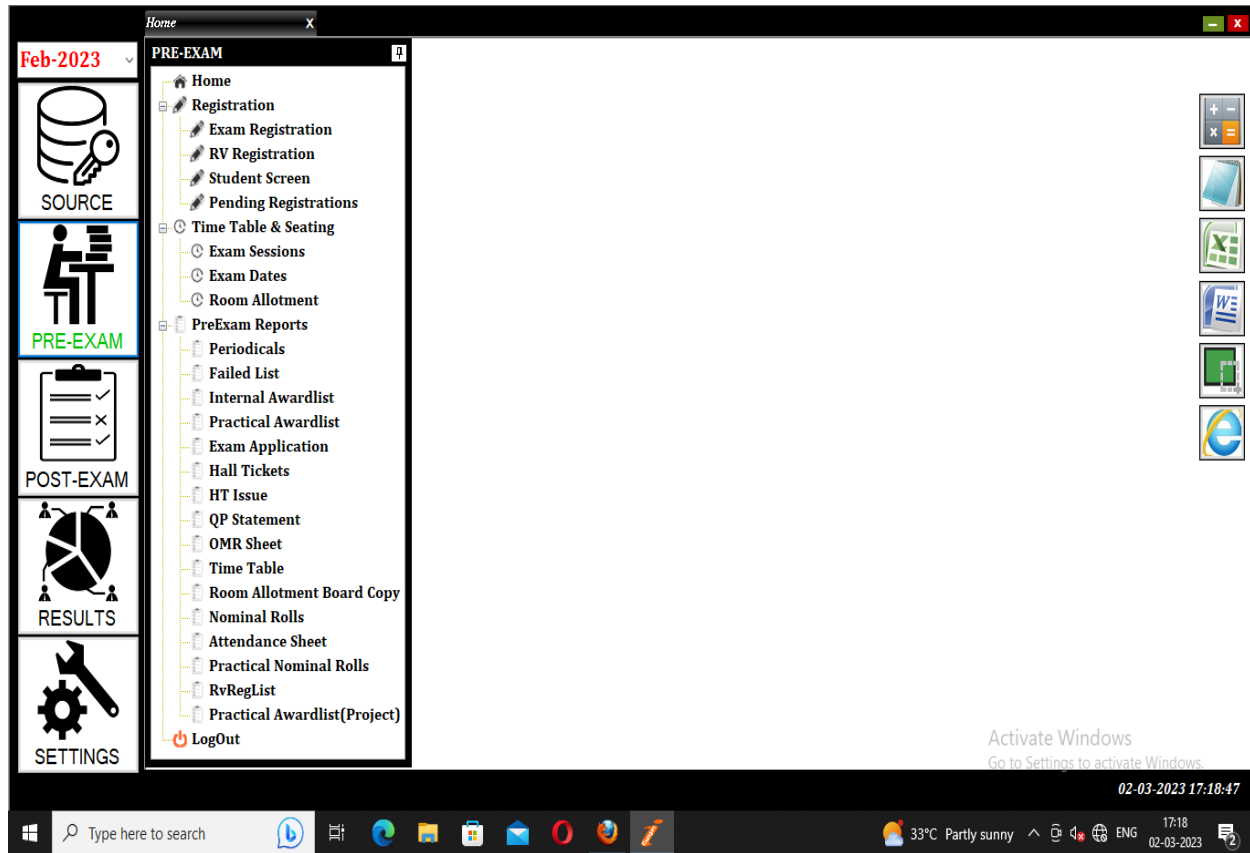 Home x
Feb-2023
PRE-EXAM
Home
Registration
Exam Registration
RV Registration
Student Screen
Pending Registrations
Time Table & Seating
Exam Sessions
Exam Dates
Room Allotment
PreExam Reports
Periodicals
Failed List
Internal Awardlist
Practical Awardlist
Exam Application
Hall Tickets
HT Issue
QP Statement
OMR Sheet
Time Table
Room Allotment Board Copy
Nominal Rolls
Attendance Sheet
Practical Nominal Rolls
RvRegList
Practical Awardlist(Project)
LogOut
SOURCE
PRE-EXAM
POST-EXAM
RESULTS
SETTINGS
Activate Windows
Go to Settings to activate Windows.
02-03-2023 17:18:47
Type here to search
33°C Partly sunny
ENG
17:18
02-03-2023
2